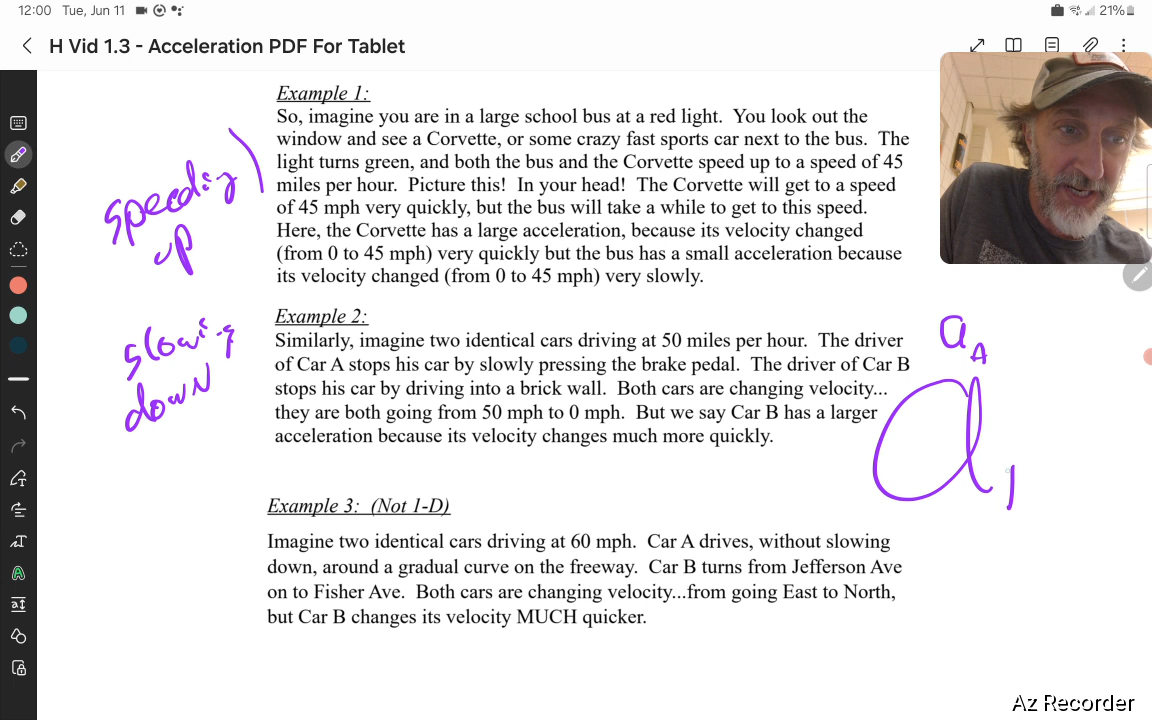 12:00 Tue, Jun 11
21%
H Vid 1.3 - Acceleration PDF For Tablet
Example 1:
So, imagine you are in a large school bus at a red light. You look out the
window and see a Corvette, or some crazy fast sports car next to the bus. The
light turns green, and both the bus and the Corvette speed up to a speed of 45
miles per hour. Picture this! In your head! The Corvette will get to a speed
of 45 mph very quickly, but the bus will take a while to get to this speed.
Here, the Corvette has a large acceleration, because its velocity changed
(from 0 to 45 mph) very quickly but the bus has a small acceleration because
its velocity changed (from 0 to 45 mph) very slowly.
speeding
up
Example 2:
Similarly, imagine two identical cars driving at 50 miles per hour. The driver
of Car A stops his car by slowly pressing the brake pedal. The driver of Car B
stops his car by driving into a brick wall. Both cars are changing velocity...
they are both going from 50 mph to 0 mph. But we say Car B has a larger
acceleration because its velocity changes much more quickly.
slowing
down
a A
a
Example 3: (Not 1-D)
Imagine two identical cars driving at 60 mph. Car A drives, without slowing
down, around a gradual curve on the freeway. Car B turns from Jefferson Ave
on to Fisher Ave. Both cars are changing velocity...from going East to North,
but Car B changes its velocity MUCH quicker.
Az Recorder